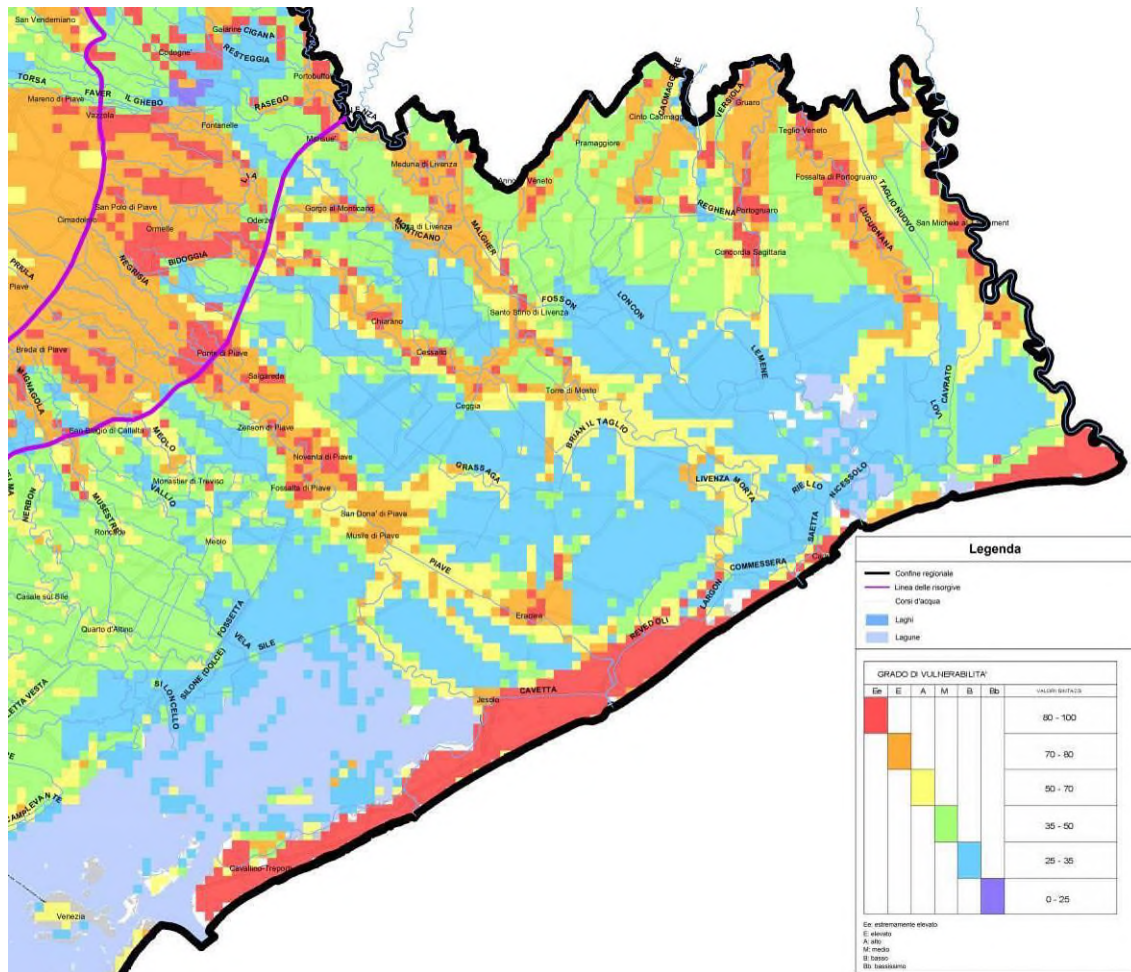 San Vendemiano
Gaiarine
CIGANA
Codogne'
RESTEGGIA
Portobuffole
TORSA
FAVER
IL GHEBO
Mareno di Piave
RASEGO
Vazzola
Fontanelle
Mansue'
Meduna di Livenza
Annone Veneto
Pramaggiore
Cinto Caomaggiore
CAOMAGGIORE
VERSIOLA
Gruaro
Teglio Veneto
Fossalta di Portogruaro
TAGLIO NUOVO
LUGUGNANA
San Michele al Tagliamento
REGHENA
Portogruaro
Concordia Sagittaria
San Polo di Piave
Cimadolmo
Ormelle
Oderzo
Gorgo al Monticano
MONTICANO
Motta di Livenza
MALGHER
BIDOGGIA
NEGRISIA
PRIULA
Piave
FOSSON
LONCON
Santo Stino di Livenza
Chiarano
Cessalto
LEMENE
LOVI
CAVRATO
Breda di Piave
Ponte di Piave
MIGNAGOLA
Salgareda
Ceggia
Torre di Mosto
San Biagio di Callalta
MEOLO
Zenson di Piave
BRIAN IL TAGLIO
Noventa di Piave
GRASSAGA
LIVENZA MORTA
RIELLO
NICESSOLO
Monastier di Treviso
VALLIO
Fossalta di Piave
NERBON
MUSESTRE
Roncade
Meolo
San Dona' di Piave
Musile di Piave
SAETTA
COMMESSERA
LARGON
PIAVE
Casale sul Sile
Eraclea
REVEDOLI
Quarto d'Altino
FOSSETTA
VELA
SILE
SILONE (DOLCE)
SILONCELLO
CAVETTA
Jesolo
Cavallino-Treporti
Venezia
Legenda
Confine regionale
Linea delle risorgive
Corsi d'acqua
Laghi
Lagune
GRADO DI VULNERABILITA'
Ee E A M B Bb VALORI SINTACS
80 - 100
70 - 80
50 - 70
35 - 50
25 - 35
0 - 25
Ee: estremamente elevato
E: elevato
A: alto
M: medio
B: basso
Bb: bassissimo